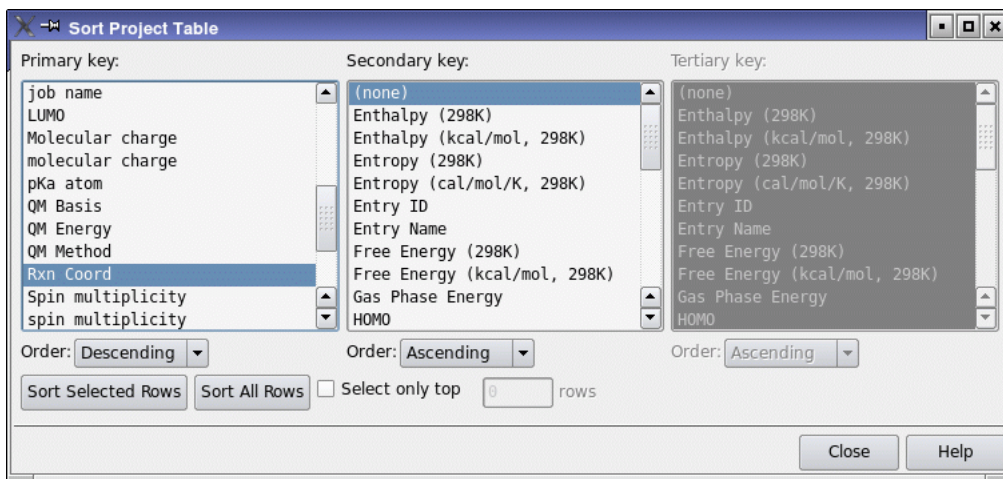 Sort Project Table
Primary key:
job name
LUMO
Molecular charge
molecular charge
pKa atom
QM Basis
QM Energy
QM Method
Rxn Coord
Spin multiplicity
spin multiplicity
Order: Descending
Secondary key:
(none)
Enthalpy (298K)
Enthalpy (kcal/mol, 298K)
Entropy (298K)
Entropy (cal/mol/K, 298K)
Entry ID
Entry Name
Free Energy (298K)
Free Energy (kcal/mol, 298K)
Gas Phase Energy
HOMO
Order: Ascending
Tertiary key:
(none)
Enthalpy (298K)
Enthalpy (kcal/mol, 298K)
Entropy (298K)
Entropy (cal/mol/K, 298K)
Entry ID
Entry Name
Free Energy (298K)
Free Energy (kcal/mol, 298K)
Gas Phase Energy
HOMO
Order: Ascending
Sort Selected Rows Sort All Rows Select only top 0 rows
Close Help